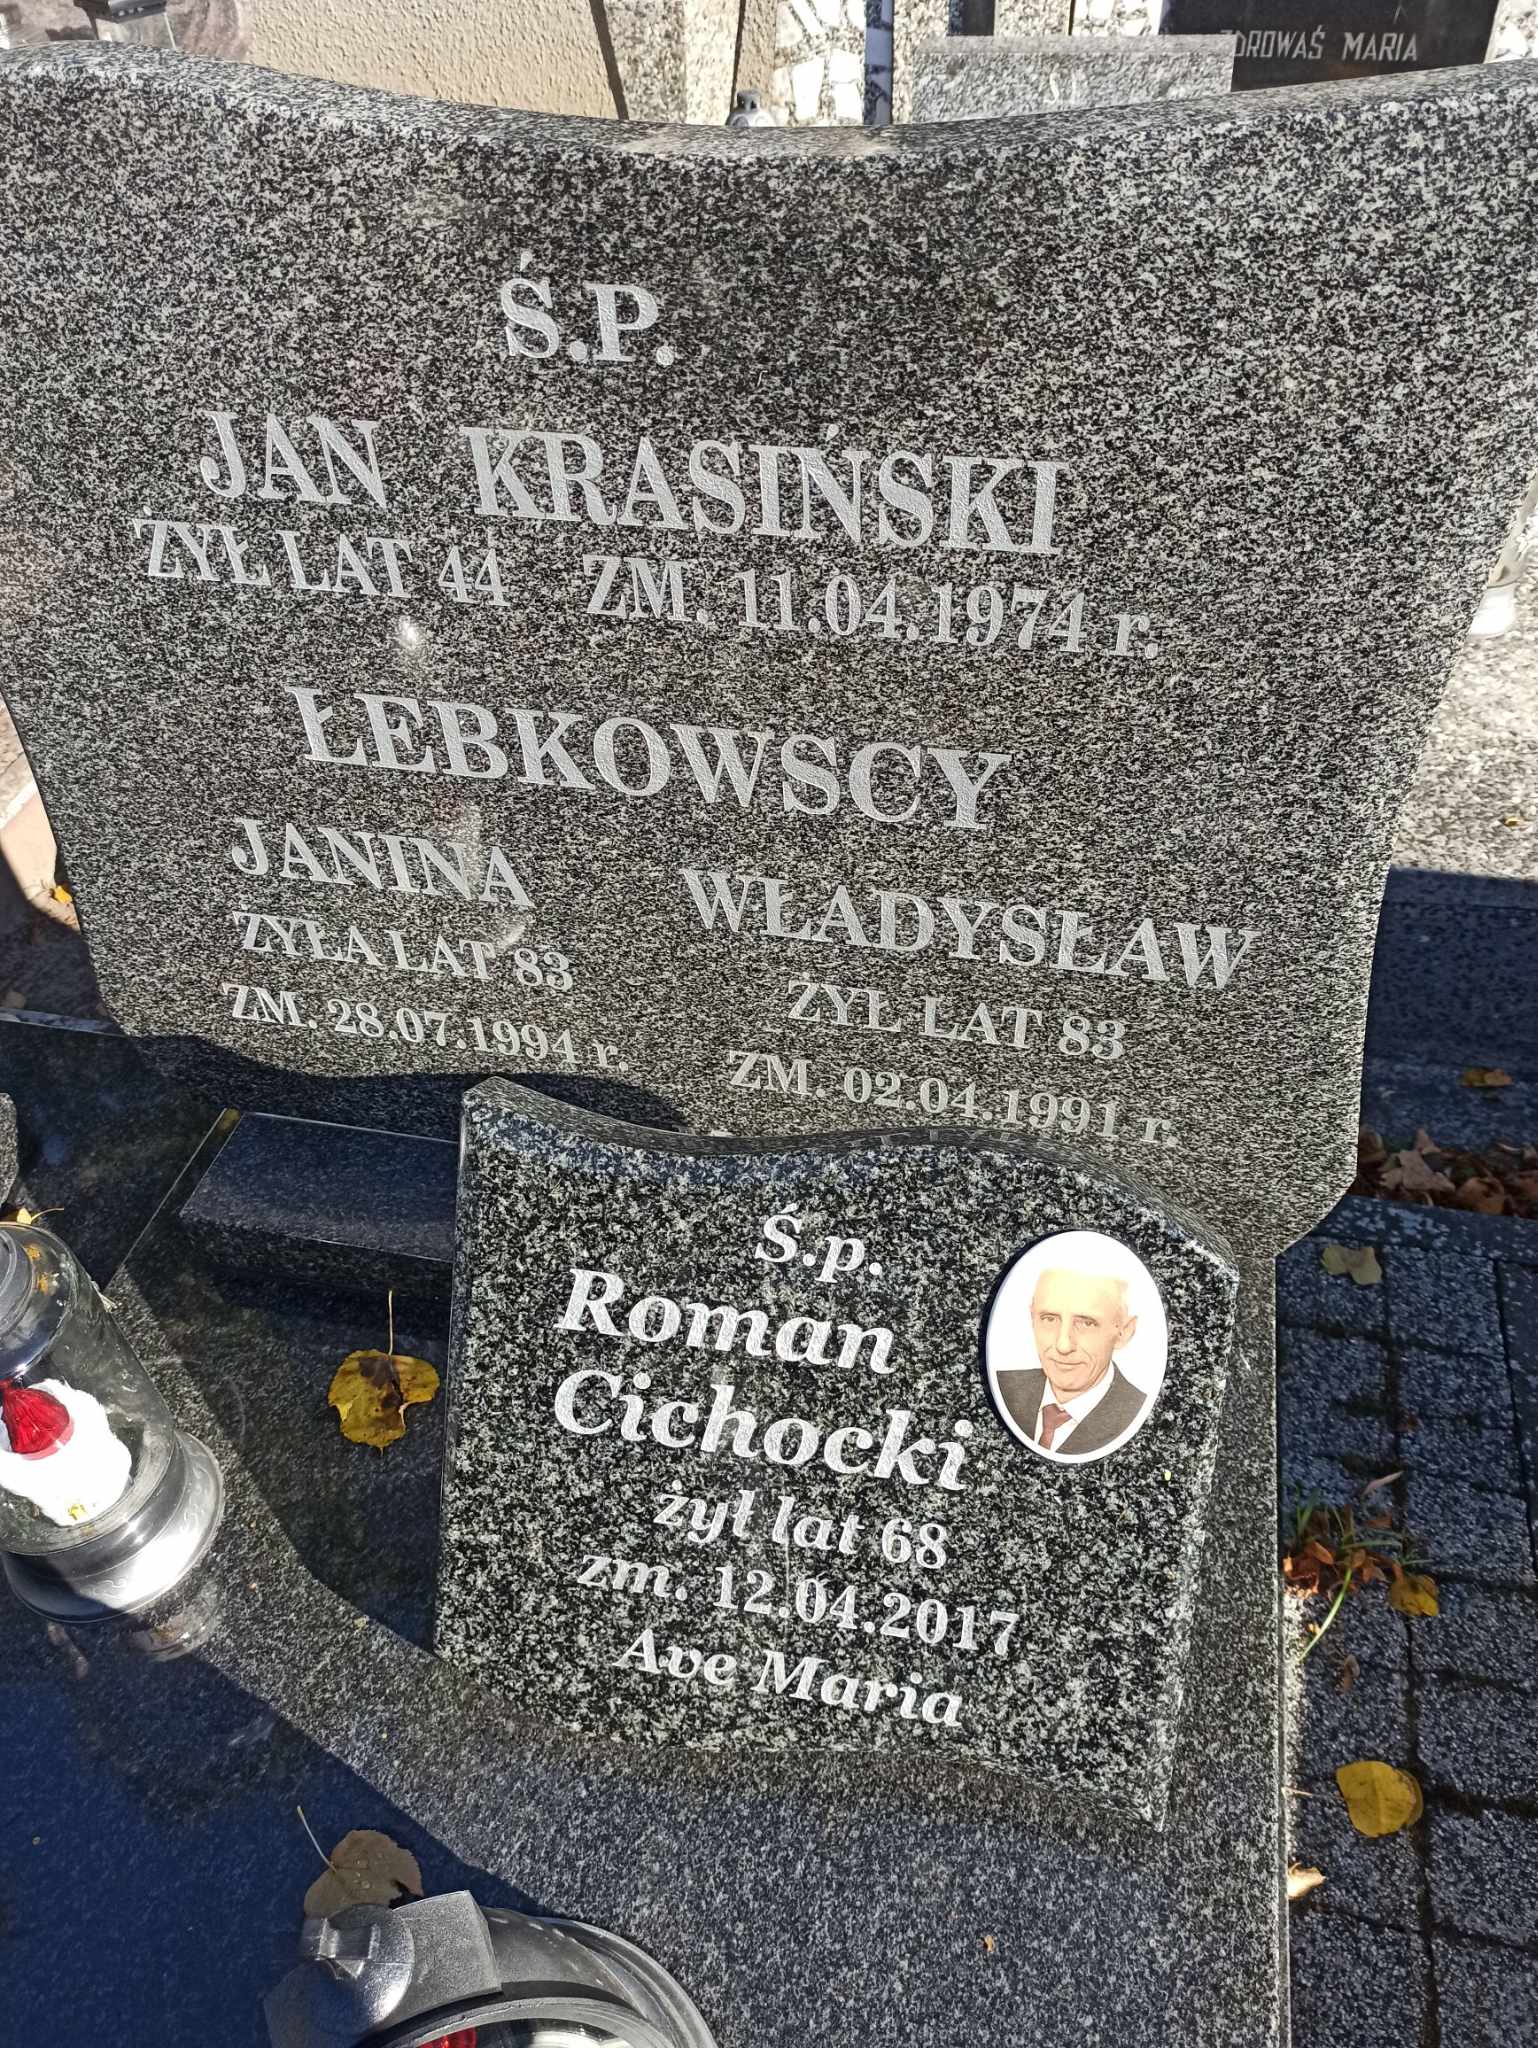 ZDROWAŚ MARIA
Ś.P.
JAN KRASIŃSKI
ŻYŁ LAT 44 ZM. 11.04.1974 r.
ŁEBKOWSCY
JANINA
ŻYŁA LAT 83
ZM. 28.07.1994 r.
WŁADYSŁAW
ŻYŁ LAT 83
ZM. 02.04.1991 r.
Ś.p.
Roman
Cichocki
żył lat 68
zm. 12.04.2017
Ave Maria